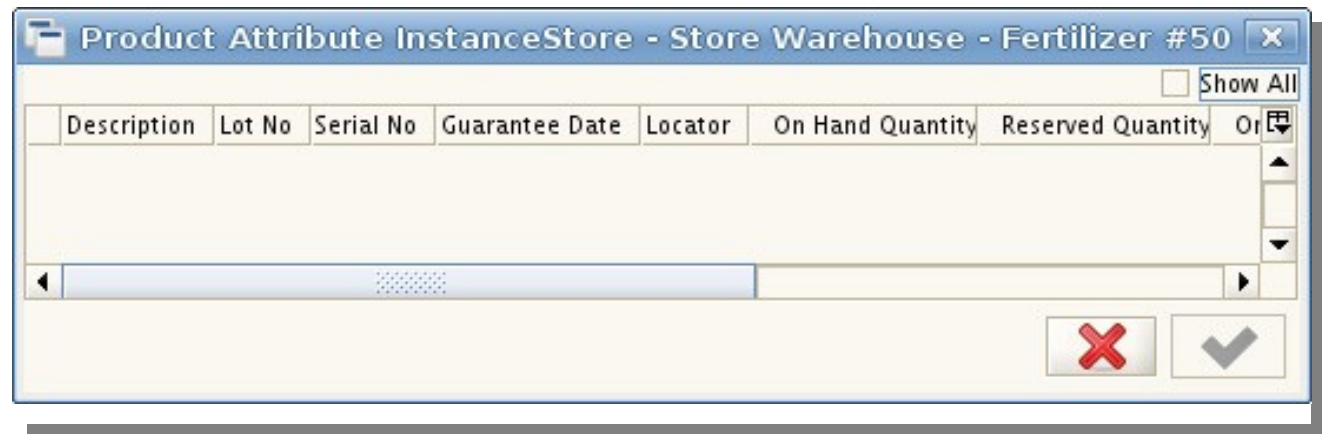 Product Attribute InstanceStore - Store Warehouse - Fertilizer #50
Show All
Description Lot No Serial No Guarantee Date Locator On Hand Quantity Reserved Quantity Or